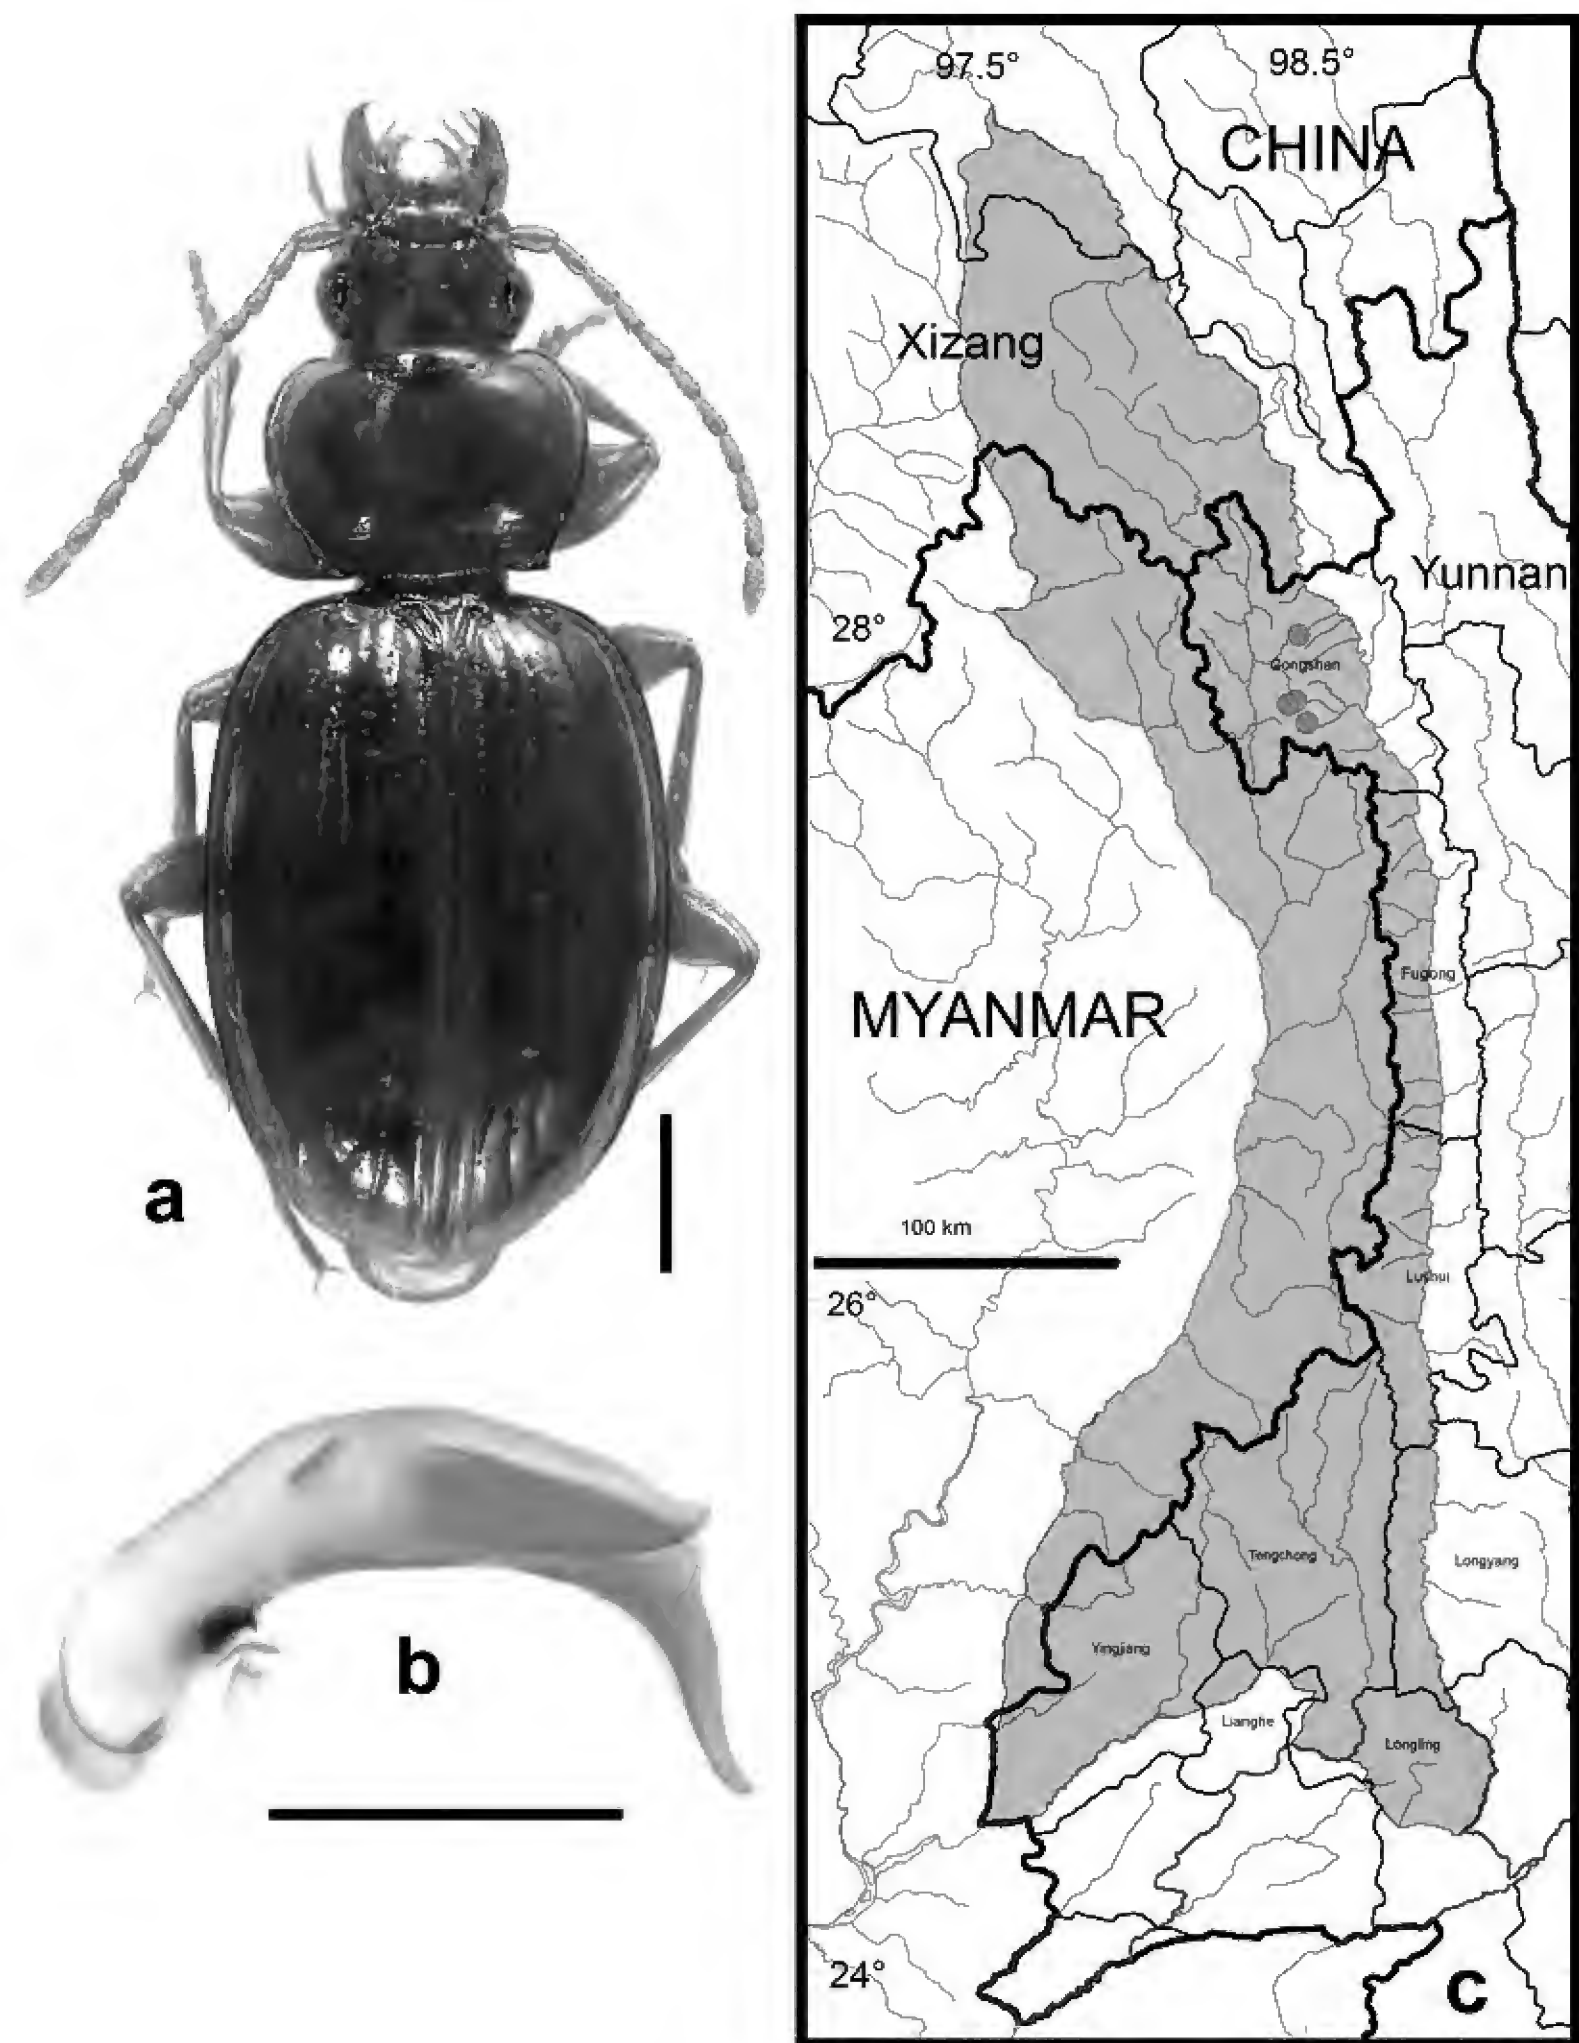 97.5°
98.5°
CHINA
Xizang
Yunnan
28°
Gongshan
Fugong
MYANMAR
a
100 km
Lushui
26°
Tengchong
Longyang
b
Yingjiang
Lianghe
Longling
24°
c